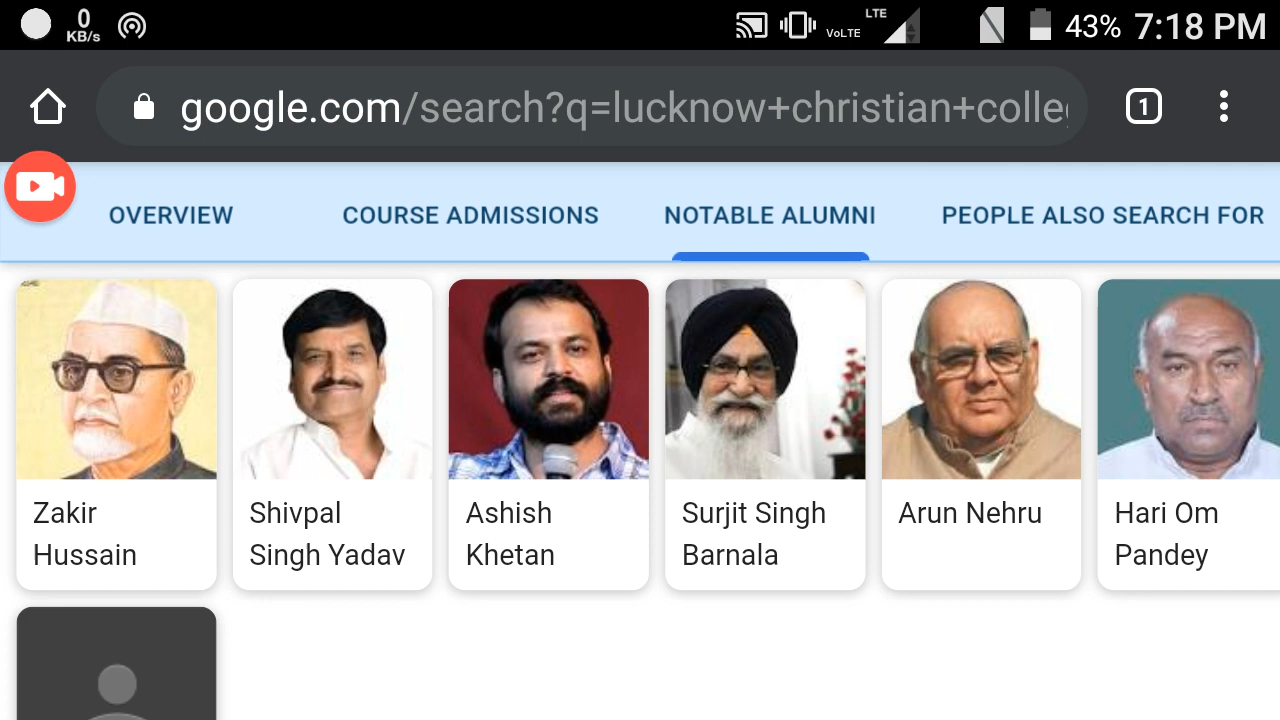 0
KB/s
VoLTE
LTE
43% 7:18 PM
google.com/search?q=lucknow+christian+colle
1
OVERVIEW
COURSE ADMISSIONS
NOTABLE ALUMNI
PEOPLE ALSO SEARCH FOR
Zakir
Hussain
Shivpal
Singh Yadav
Ashish
Khetan
Surjit Singh
Barnala
Arun Nehru
Hari Om
Pandey